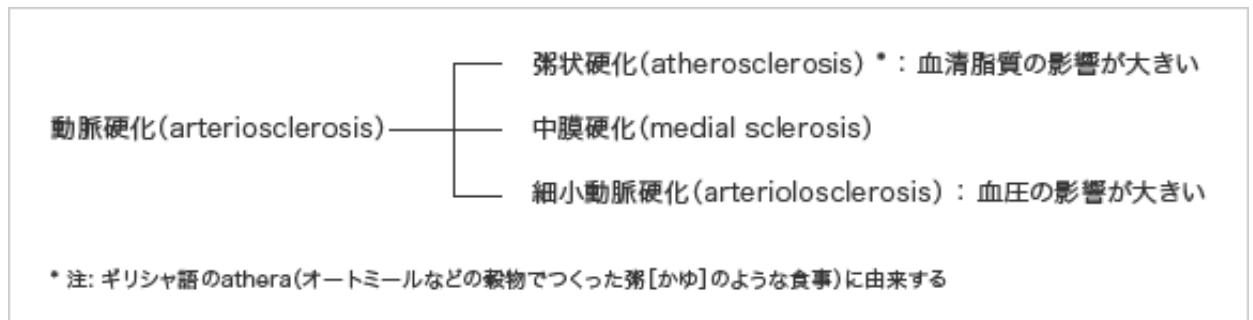 粥状硬化(atherosclerosis) * : 血清脂質の影響が大きい
動脈硬化(arteriosclerosis)
中膜硬化(medial sclerosis)
細小動脈硬化(arteriolosclerosis) : 血圧の影響が大きい
* 注: ギリシャ語のathera(オートミールなどの穀物でつくった粥[かゆ]のような食事)に由来する